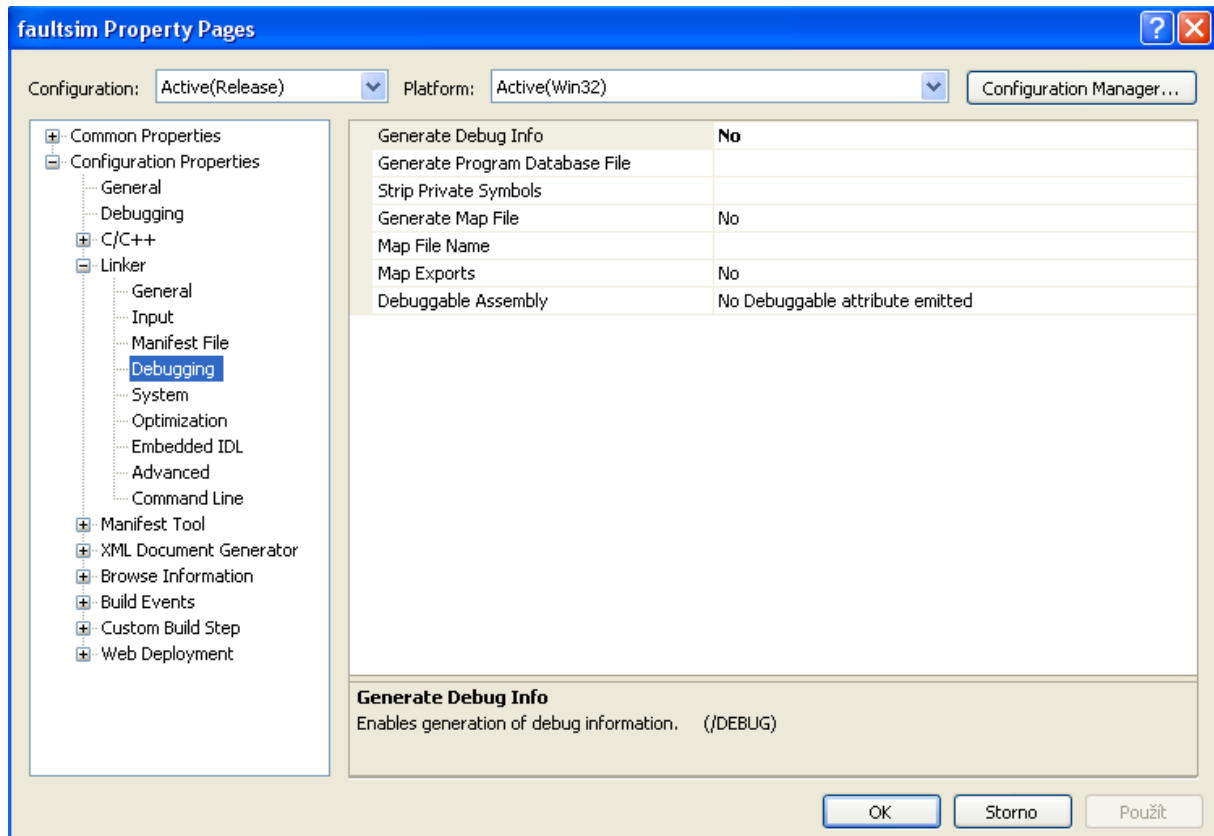 faultsim Property Pages
Configuration: Active(Release) Platform: Active(Win32) Configuration Manager...
Common Properties
Configuration Properties
General
Debugging
C/C++
Linker
General
Input
Manifest File
Debugging
System
Optimization
Embedded IDL
Advanced
Command Line
Manifest Tool
XML Document Generator
Browse Information
Build Events
Custom Build Step
Web Deployment
Generate Debug Info No
Generate Program Database File
Strip Private Symbols
Generate Map File No
Map File Name
Map Exports No
Debuggable Assembly No Debuggable attribute emitted
Generate Debug Info
Enables generation of debug information. (/DEBUG)
OK Storno Použít